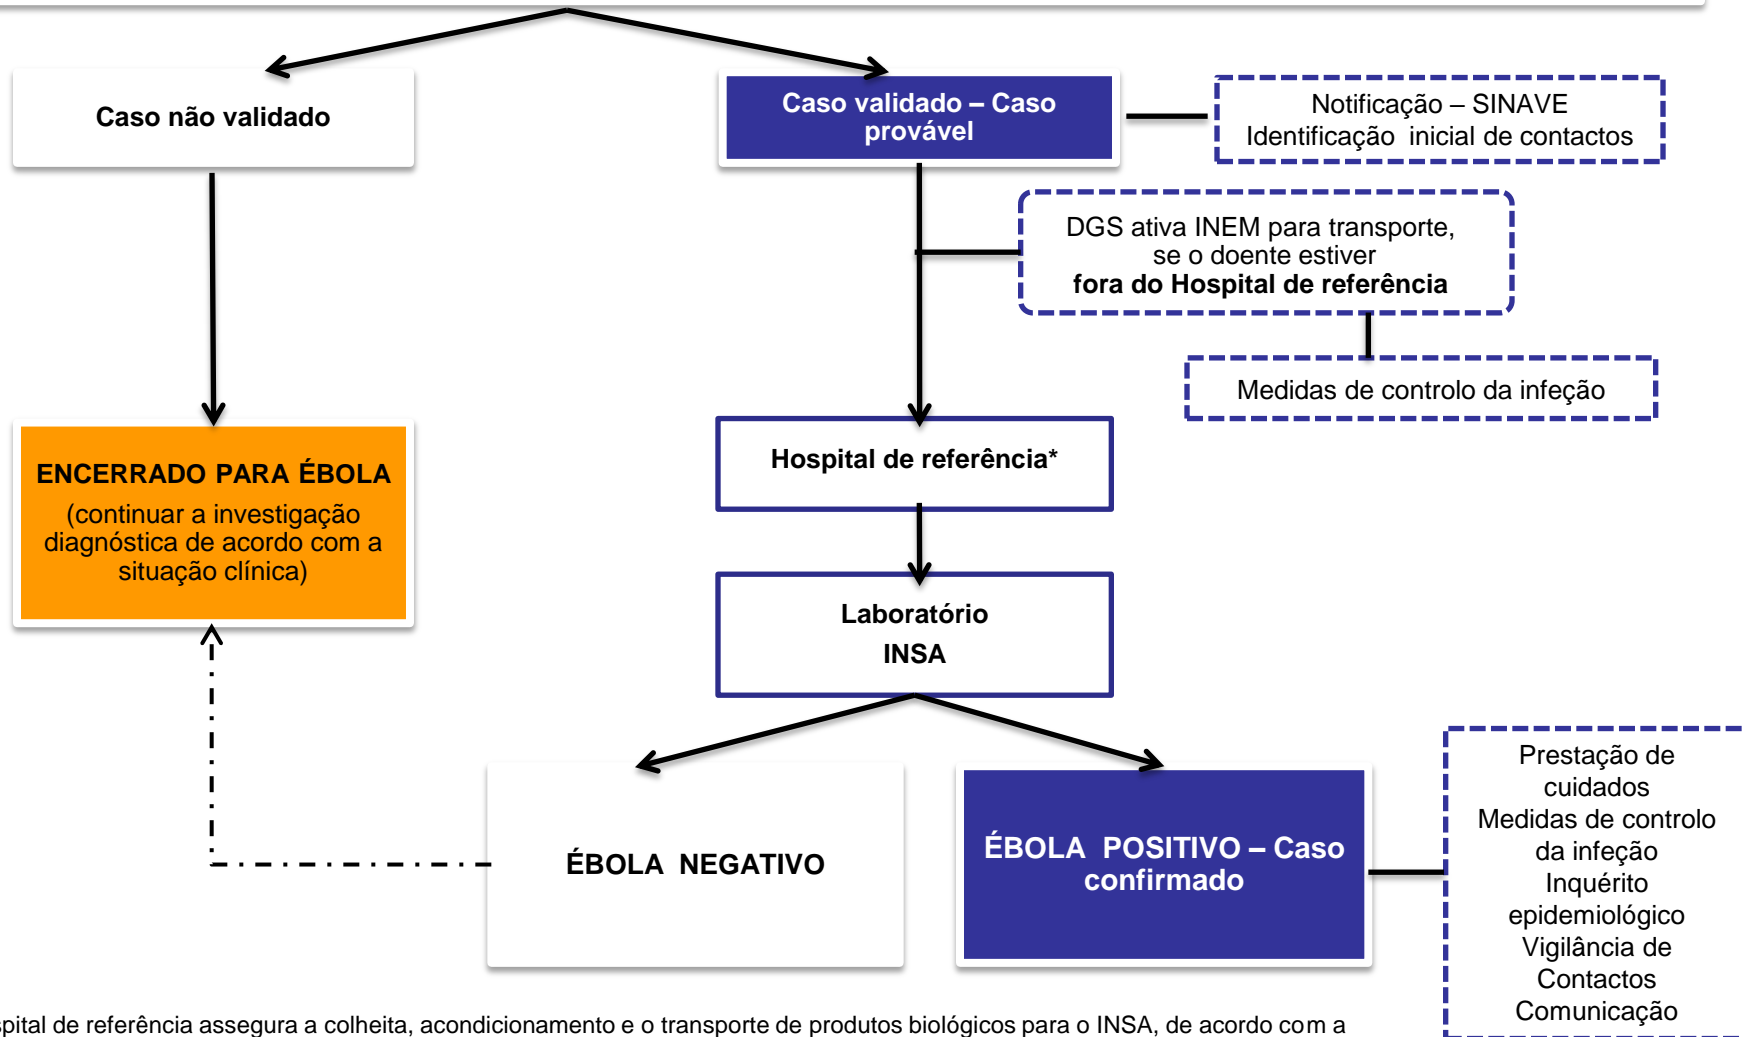 Caso não validado
Caso validado – Caso
provável
Notificação – SINAVE
Identificação inicial de contactos
DGS ativa INEM para transporte,
se o doente estiver
fora do Hospital de referência
Medidas de controlo da infeção
ENCERRADO PARA ÉBOLA
(continuar a investigação
diagnóstica de acordo com a
situação clínica)
Hospital de referência*
Laboratório
INSA
ÉBOLA NEGATIVO
ÉBOLA POSITIVO – Caso
confirmado
Prestação de
cuidados
Medidas de controlo
da infeção
Inquérito
epidemiológico
Vigilância de
Contactos
Comunicação
de referência assegura a colheita, acondicionamento e o transporte de produtos biológicos para o INSA, de acordo com a